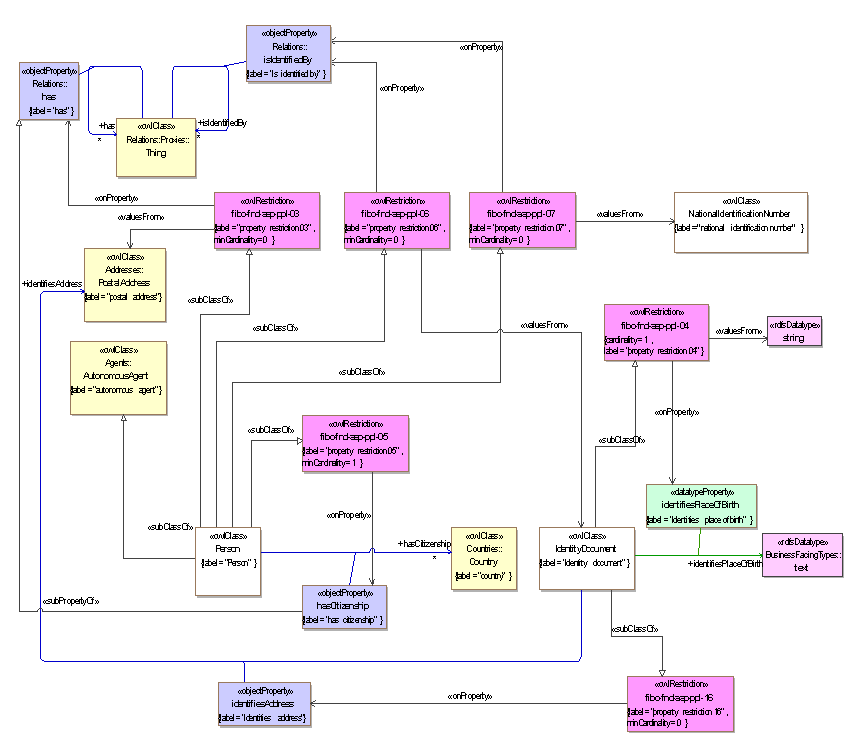 «objectProperty»
Relations::
isIdentifiedBy
{label="Is identified by" }
«onProperty»
«objectProperty»
Relations::
has
{label="has" }
«onProperty»
+has
*
«owlClass»
Relations::Proxies::
Thing
+isIdentifiedBy
*
«onProperty»
«valuesFrom»
«owlRestriction»
fibo-fnd-aap-ppl-03
{label="property restriction 03" ,
minCardinality=0 }
«owlRestriction»
fibo-fnd-aap-ppl-06
{label="property restriction 06" ,
minCardinality=0 }
«owlRestriction»
fibo-fnd-aap-ppl-07
{label="property restriction 07" ,
minCardinality=0 }
«valuesFrom»
«owlClass»
NationalIdentificationNumber
{label="national identification number" }
«owlClass»
Addresses::
PostalAddress
{label="postal address"}
+identifiesAddress
«subClassOf»
«subClassOf»
«subClassOf»
«valuesFrom»
«owlRestriction»
fibo-fnd-aap-ppl-04
{cardinality=1 ,
label="property restriction 04" }
«valuesFrom»
«rdfsDatatype»
string
«owlClass»
Agents::
AutonomousAgent
{label="autonomous agent"}
«subClassOf»
«owlRestriction»
fibo-fnd-aap-ppl-05
{label="property restriction 05" ,
minCardinality=1 }
«onProperty»
«subClassOf»
«onProperty»
«datatypeProperty»
identifiesPlaceOfBirth
{label="Identities place of birth" }
«subClassOf»
«owlClass»
Person
{label="Person" }
+hasCitizenship
*
«owlClass»
Countries::
Country
{label="country" }
«owlClass»
IdentityDocument
{label="Identity document" }
+identifiesPlaceOfBirth
«rdfsDatatype»
BusinessFacingTypes::
text
«subPropertyOf»
«objectProperty»
hasCitizenship
{label="has citizenship" }
«subClassOf»
«objectProperty»
identifiesAddress
{label="Identities address"}
«onProperty»
«owlRestriction»
fibo-fnd-aap-ppl-16
{label="property restriction 16" ,
minCardinality=0 }